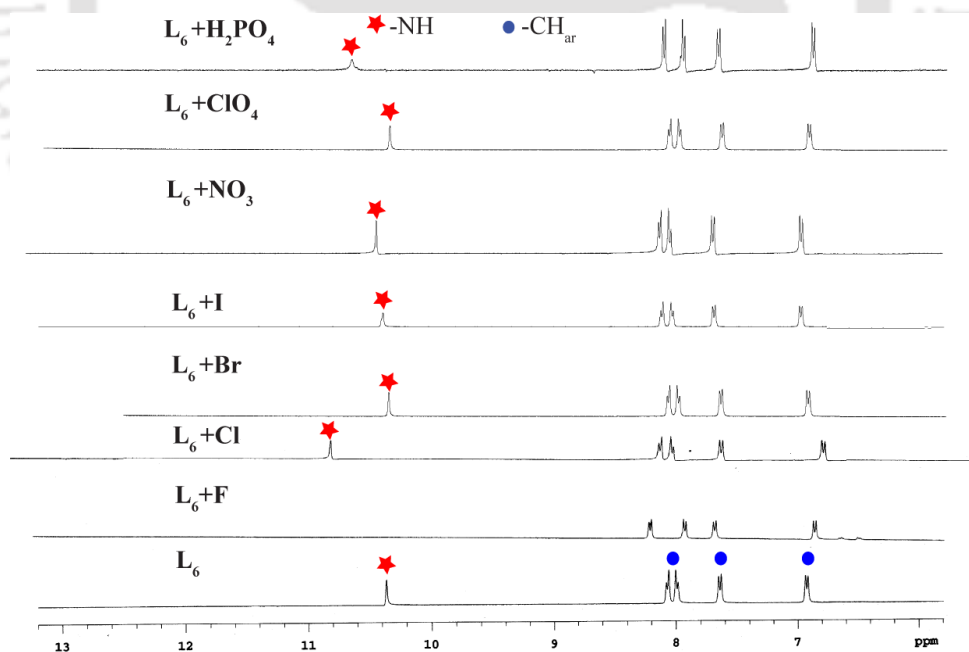 L₆+H₂PO₄ -NH -CHₐᵣ
L₆+ClO₄
L₆+NO₃
L₆+I
L₆+Br
L₆+Cl
L₆+F
L₆
13 12 11 10 9 8 7 ppm